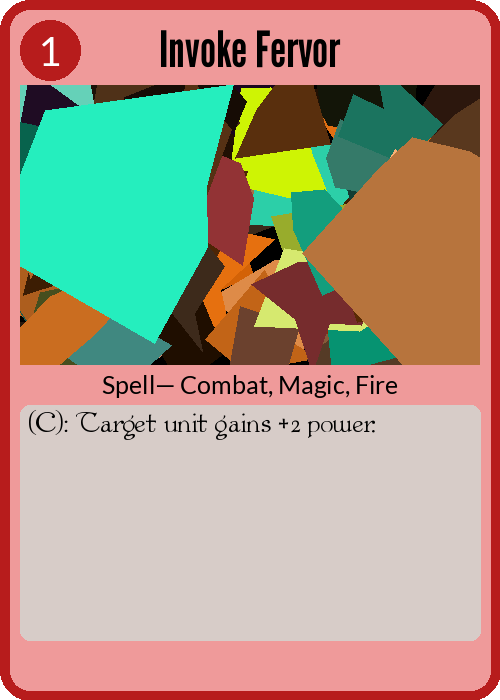 1
Invoke Fervor
Spell— Combat, Magic, Fire
(C): Target unit gains +2 power.